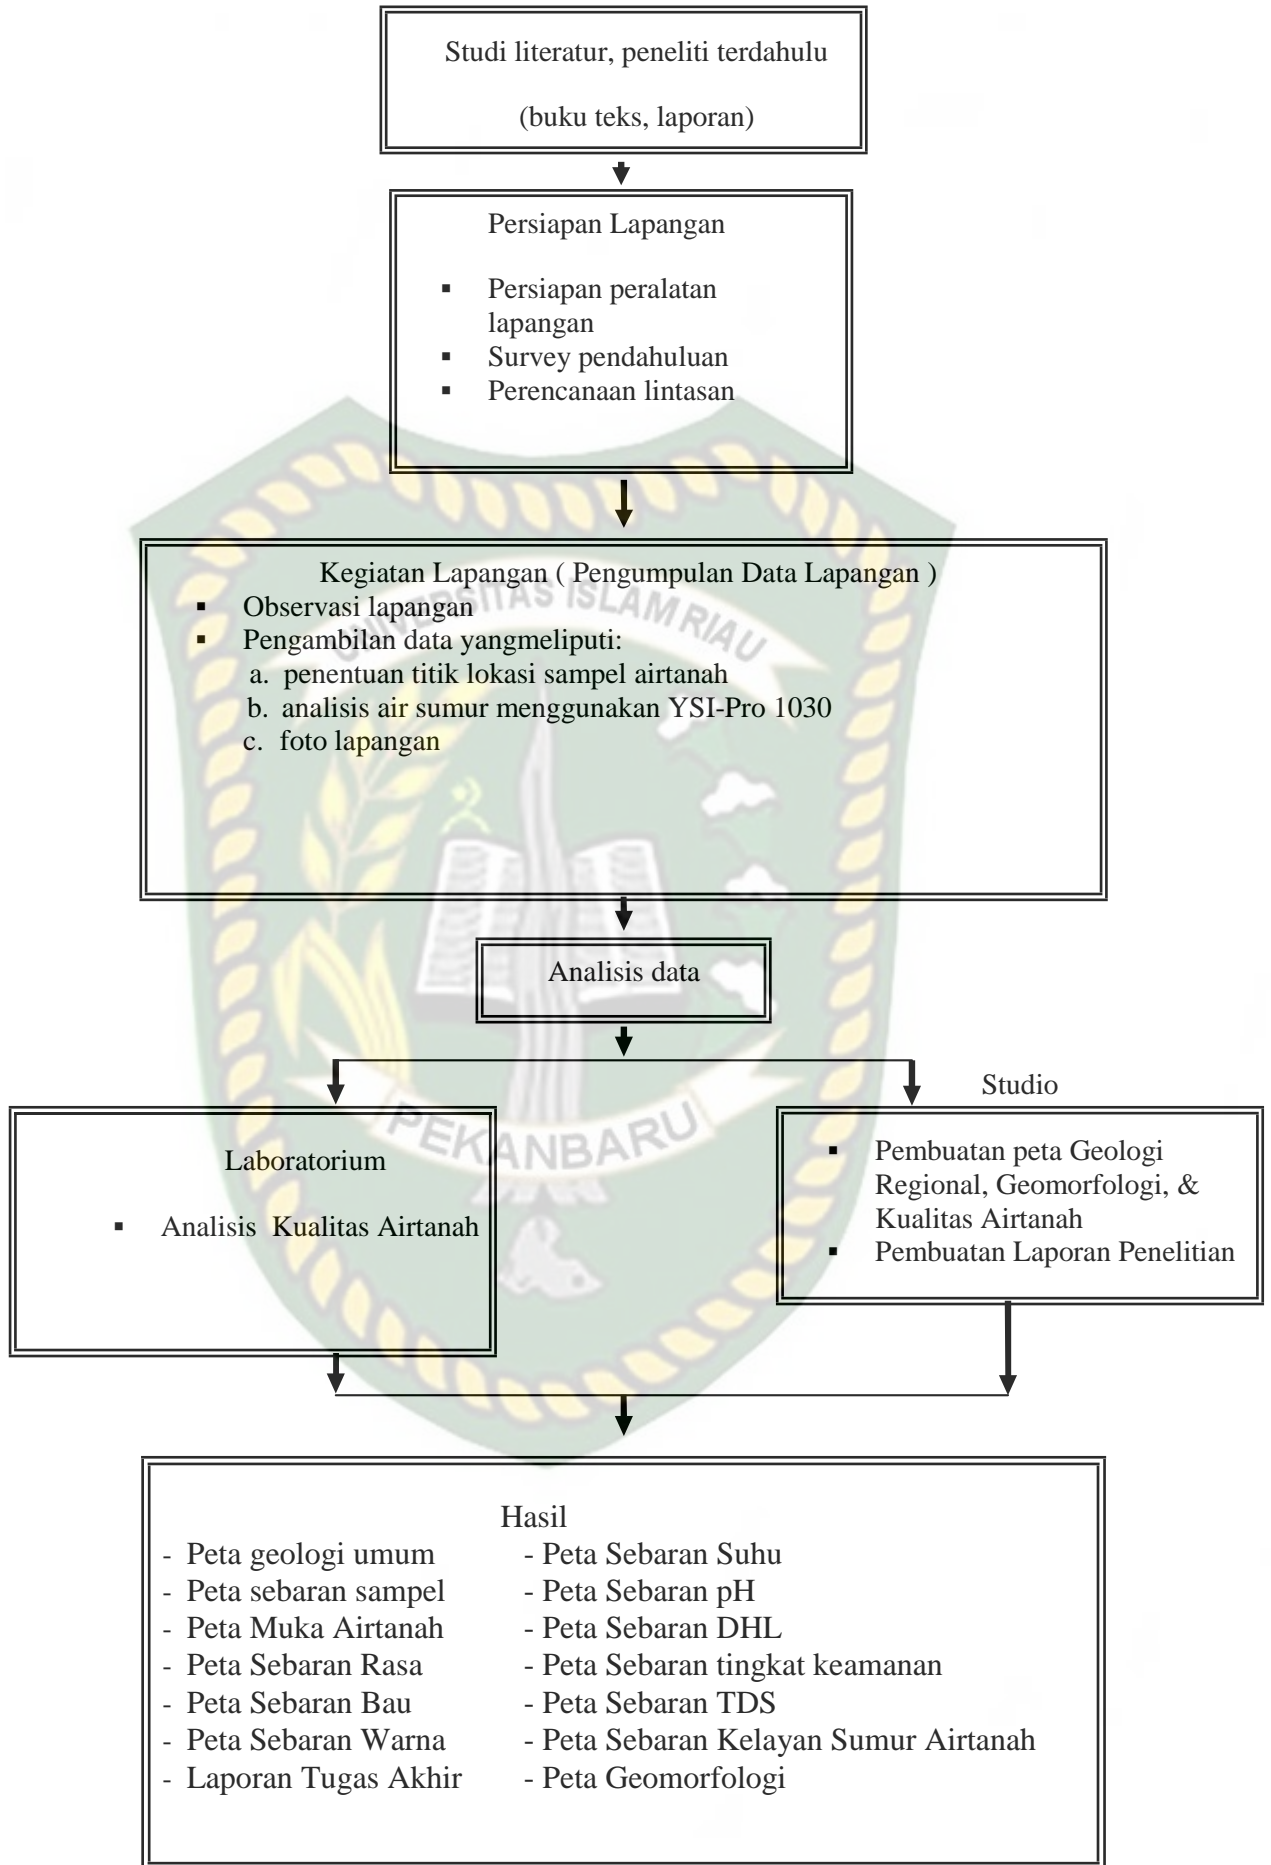 Studi literatur, peneliti terdahulu
(buku teks, laporan)
Persiapan Lapangan
▪ Persiapan peralatan
lapangan
▪ Survey pendahuluan
▪ Perencanaan lintasan
Kegiatan Lapangan ( Pengumpulan Data Lapangan )
▪ Observasi lapangan
▪ Pengambilan data yangmeliputi:
a. penentuan titik lokasi sampel airtanah
b. analisis air sumur menggunakan YSI-Pro 1030
c. foto lapangan
UNIVERSITAS ISLAM RIAU
Analisis data
PEKANBARU
Laboratorium
▪ Analisis Kualitas Airtanah
Studio
▪ Pembuatan peta Geologi
Regional, Geomorfologi, &
Kualitas Airtanah
▪ Pembuatan Laporan Penelitian
Hasil
- Peta geologi umum - Peta Sebaran Suhu
- Peta sebaran sampel - Peta Sebaran pH
- Peta Muka Airtanah - Peta Sebaran DHL
- Peta Sebaran Rasa - Peta Sebaran tingkat keamanan
- Peta Sebaran Bau - Peta Sebaran TDS
- Peta Sebaran Warna - Peta Sebaran Kelayan Sumur Airtanah
- Laporan Tugas Akhir - Peta Geomorfologi